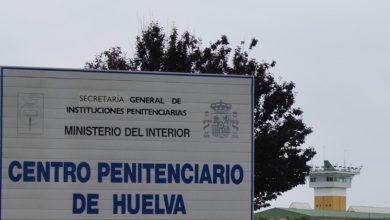 SECRETARÍA GENERAL DE
INSTITUCIONES PENITENCIARIAS
MINISTERIO DEL INTERIOR
CENTRO PENITENCIARIO
DE HUELVA